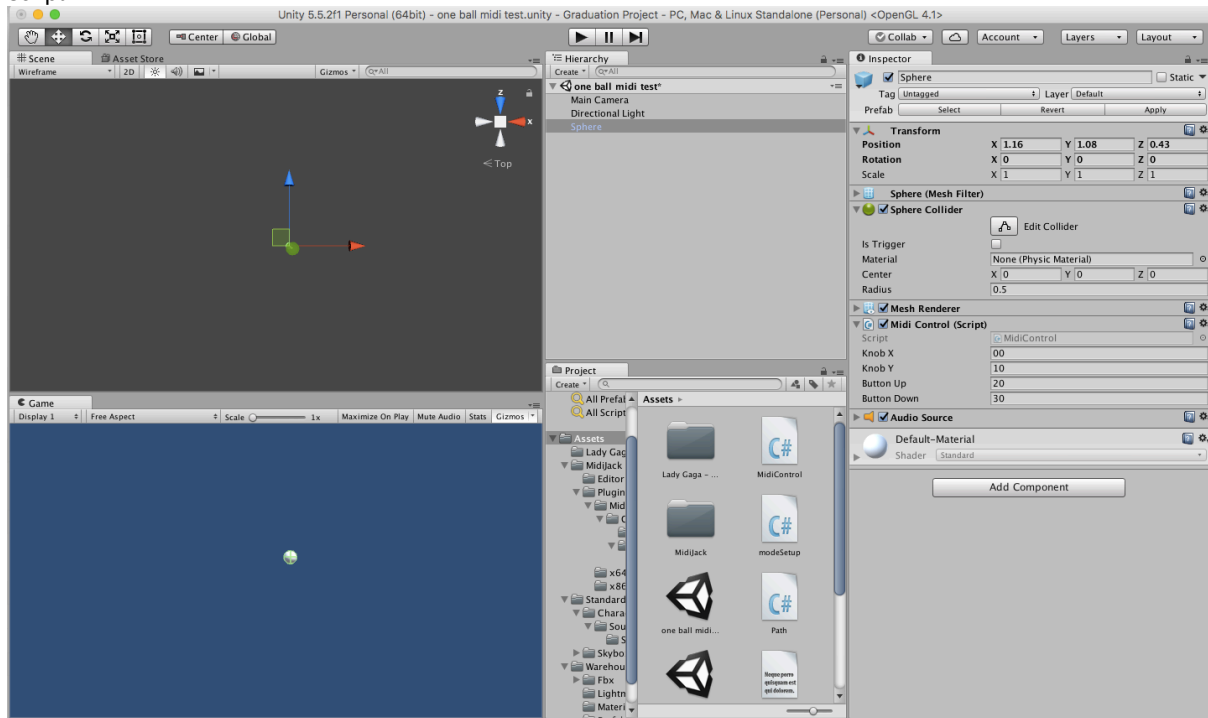 Unity 5.5.2f1 Personal (64bit) - one ball midi test.unity - Graduation Project - PC, Mac & Linux Standalone (Personal) <OpenGL 4.1>
Center Global Collab Account Layers Layout
Scene Asset Store
Wireframe 2D Gizmos All
z
x
Top
Game
Display 1 Free Aspect Scale 1x Maximize On Play Mute Audio Stats Gizmos
Hierarchy
Create All
one ball midi test*
Main Camera
Directional Light
Sphere
Project
Create
All Prefal
All Script
Assets
Lady Gag
MidiJack
Editor
Plugin
Mid
x64
x86
Standard
Chara
Sou
S
Skybo
Warehou
Fbx
Lightn
Materi
Assets
Lady Gaga – ...
C#
MidiControl
MidiJack
C#
modeSetup
one ball midi...
C#
Path
Inspector
Sphere Static
Tag Untagged Layer Default
Prefab Select Revert Apply
Transform
Position X 1.16 Y 1.08 Z 0.43
Rotation X 0 Y 0 Z 0
Scale X 1 Y 1 Z 1
Sphere (Mesh Filter)
Sphere Collider
Edit Collider
Is Trigger
Material None (Physic Material)
Center X 0 Y 0 Z 0
Radius 0.5
Mesh Renderer
Midi Control (Script)
Script MidiControl
Knob X 00
Knob Y 10
Button Up 20
Button Down 30
Audio Source
Default-Material
Shader Standard
Add Component